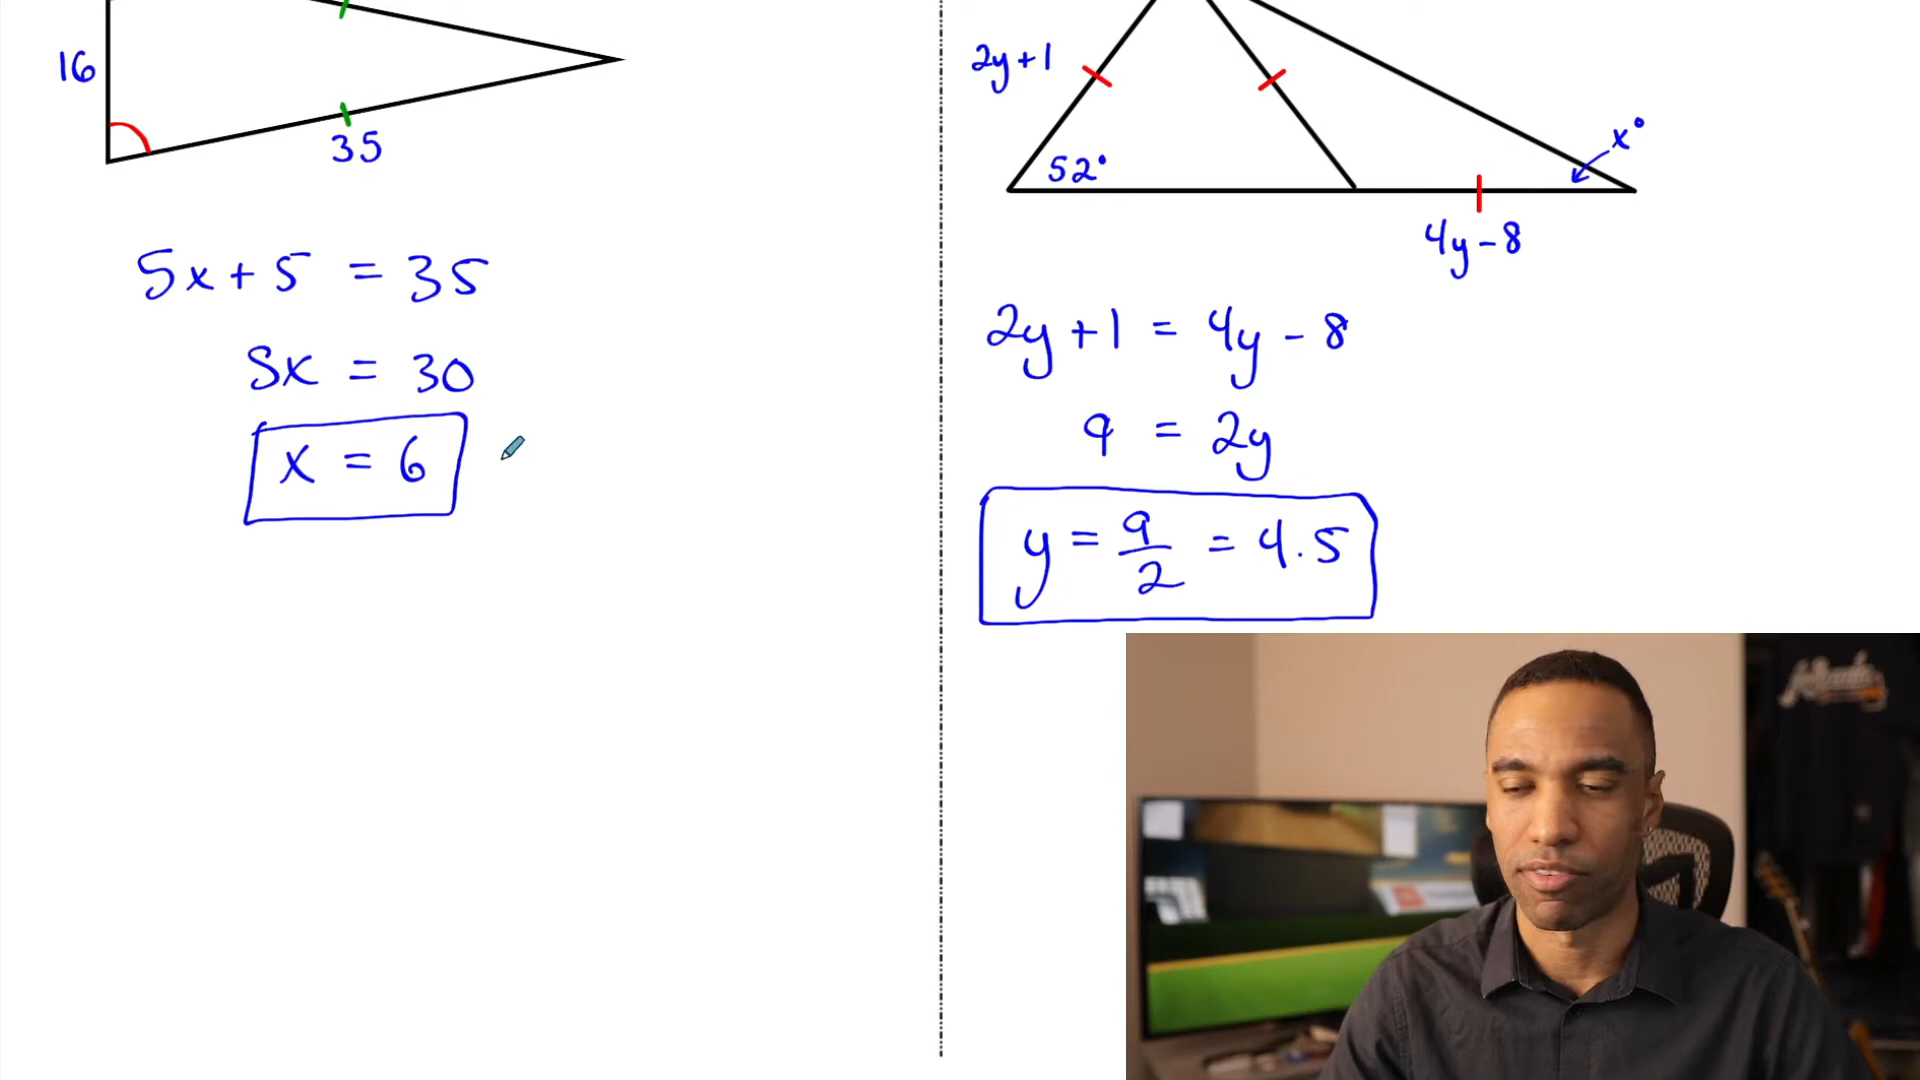 16
35
5x + 5 = 35
5x = 30
x = 6
2y + 1
52°
x°
4y - 8
2y + 1 = 4y - 8
9 = 2y
y = 9/2 = 4.5